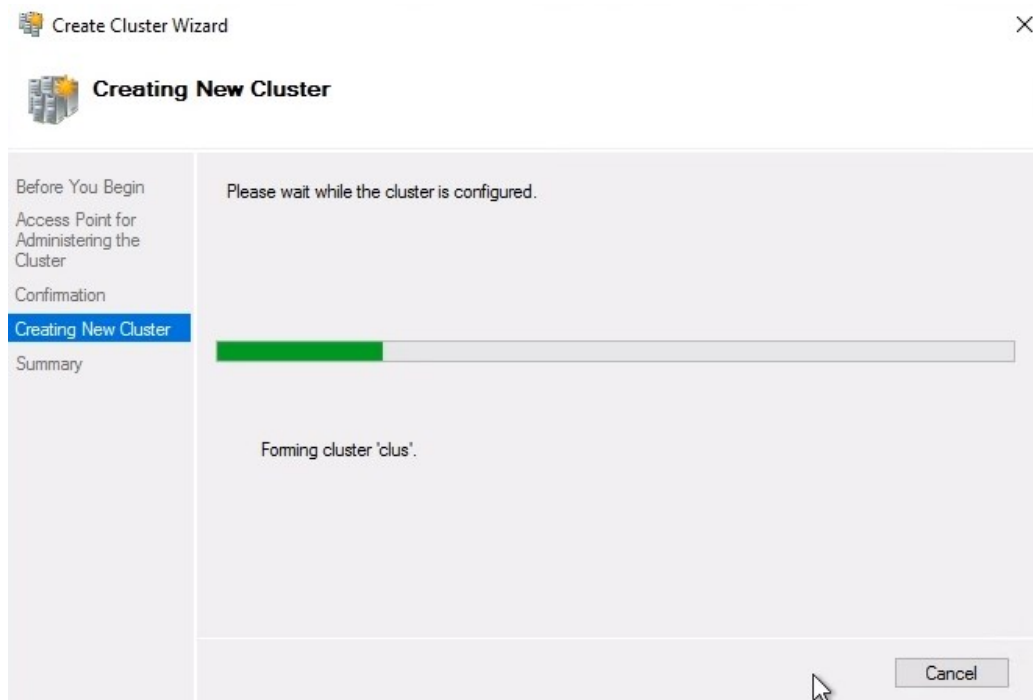 Create Cluster Wizard
Creating New Cluster
Before You Begin
Access Point for
Administering the
Cluster
Confirmation
Creating New Cluster
Summary
Please wait while the cluster is configured.
Forming cluster 'clus'.
Cancel